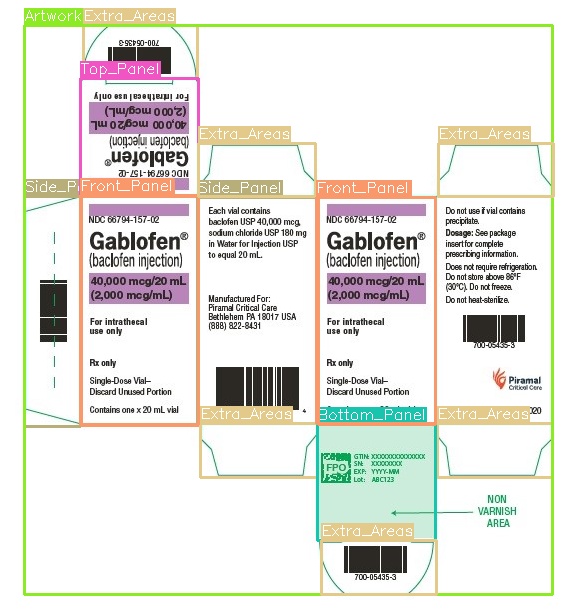 Artwork
Extra_Areas
700-05435-3
Top_Panel
For intrathecal use only
(2,000 mcg/mL)
40,000 mcg/20 mL
(baclofen injection)
Gablofen®
NDC 66794-157-02
Extra_Areas
Extra_Areas
Side_P
Front_Panel
Side_Panel
Front_Panel
NDC 66794-157-02
Gablofen®
(baclofen injection)
40,000 mcg/20 mL
(2,000 mcg/mL)
For intrathecal
use only
Rx only
Single-Dose Vial–
Discard Unused Portion
Contains one x 20 mL vial
Each vial contains
baclofen USP 40,000 mcg,
sodium chloride USP 180 mg
in Water for Injection USP
to equal 20 mL.
Manufactured For:
Piramal Critical Care
Bethlehem PA 18017 USA
(888) 822-8431
4
Extra_Areas
NDC 66794-157-02
Gablofen®
(baclofen injection)
40,000 mcg/20 mL
(2,000 mcg/mL)
For intrathecal
use only
Rx only
Single-Dose Vial–
Discard Unused Portion
Bottom_Panel
Do not use if vial contains
precipitate.
Dosage: See package
insert for complete
prescribing information.
Does not require refrigeration.
Do not store above 86°F
(30°C). Do not freeze.
Do not heat-sterilize.
700-05435-3
Piramal
Critical Care
020
Extra_Areas
FPO
GTIN: XXXXXXXXXXXXXX
SN: XXXXXXXX
EXP: YYYY-MM
Lot: ABC123
NON
VARNISH
AREA
Extra_Areas
700-05435-3